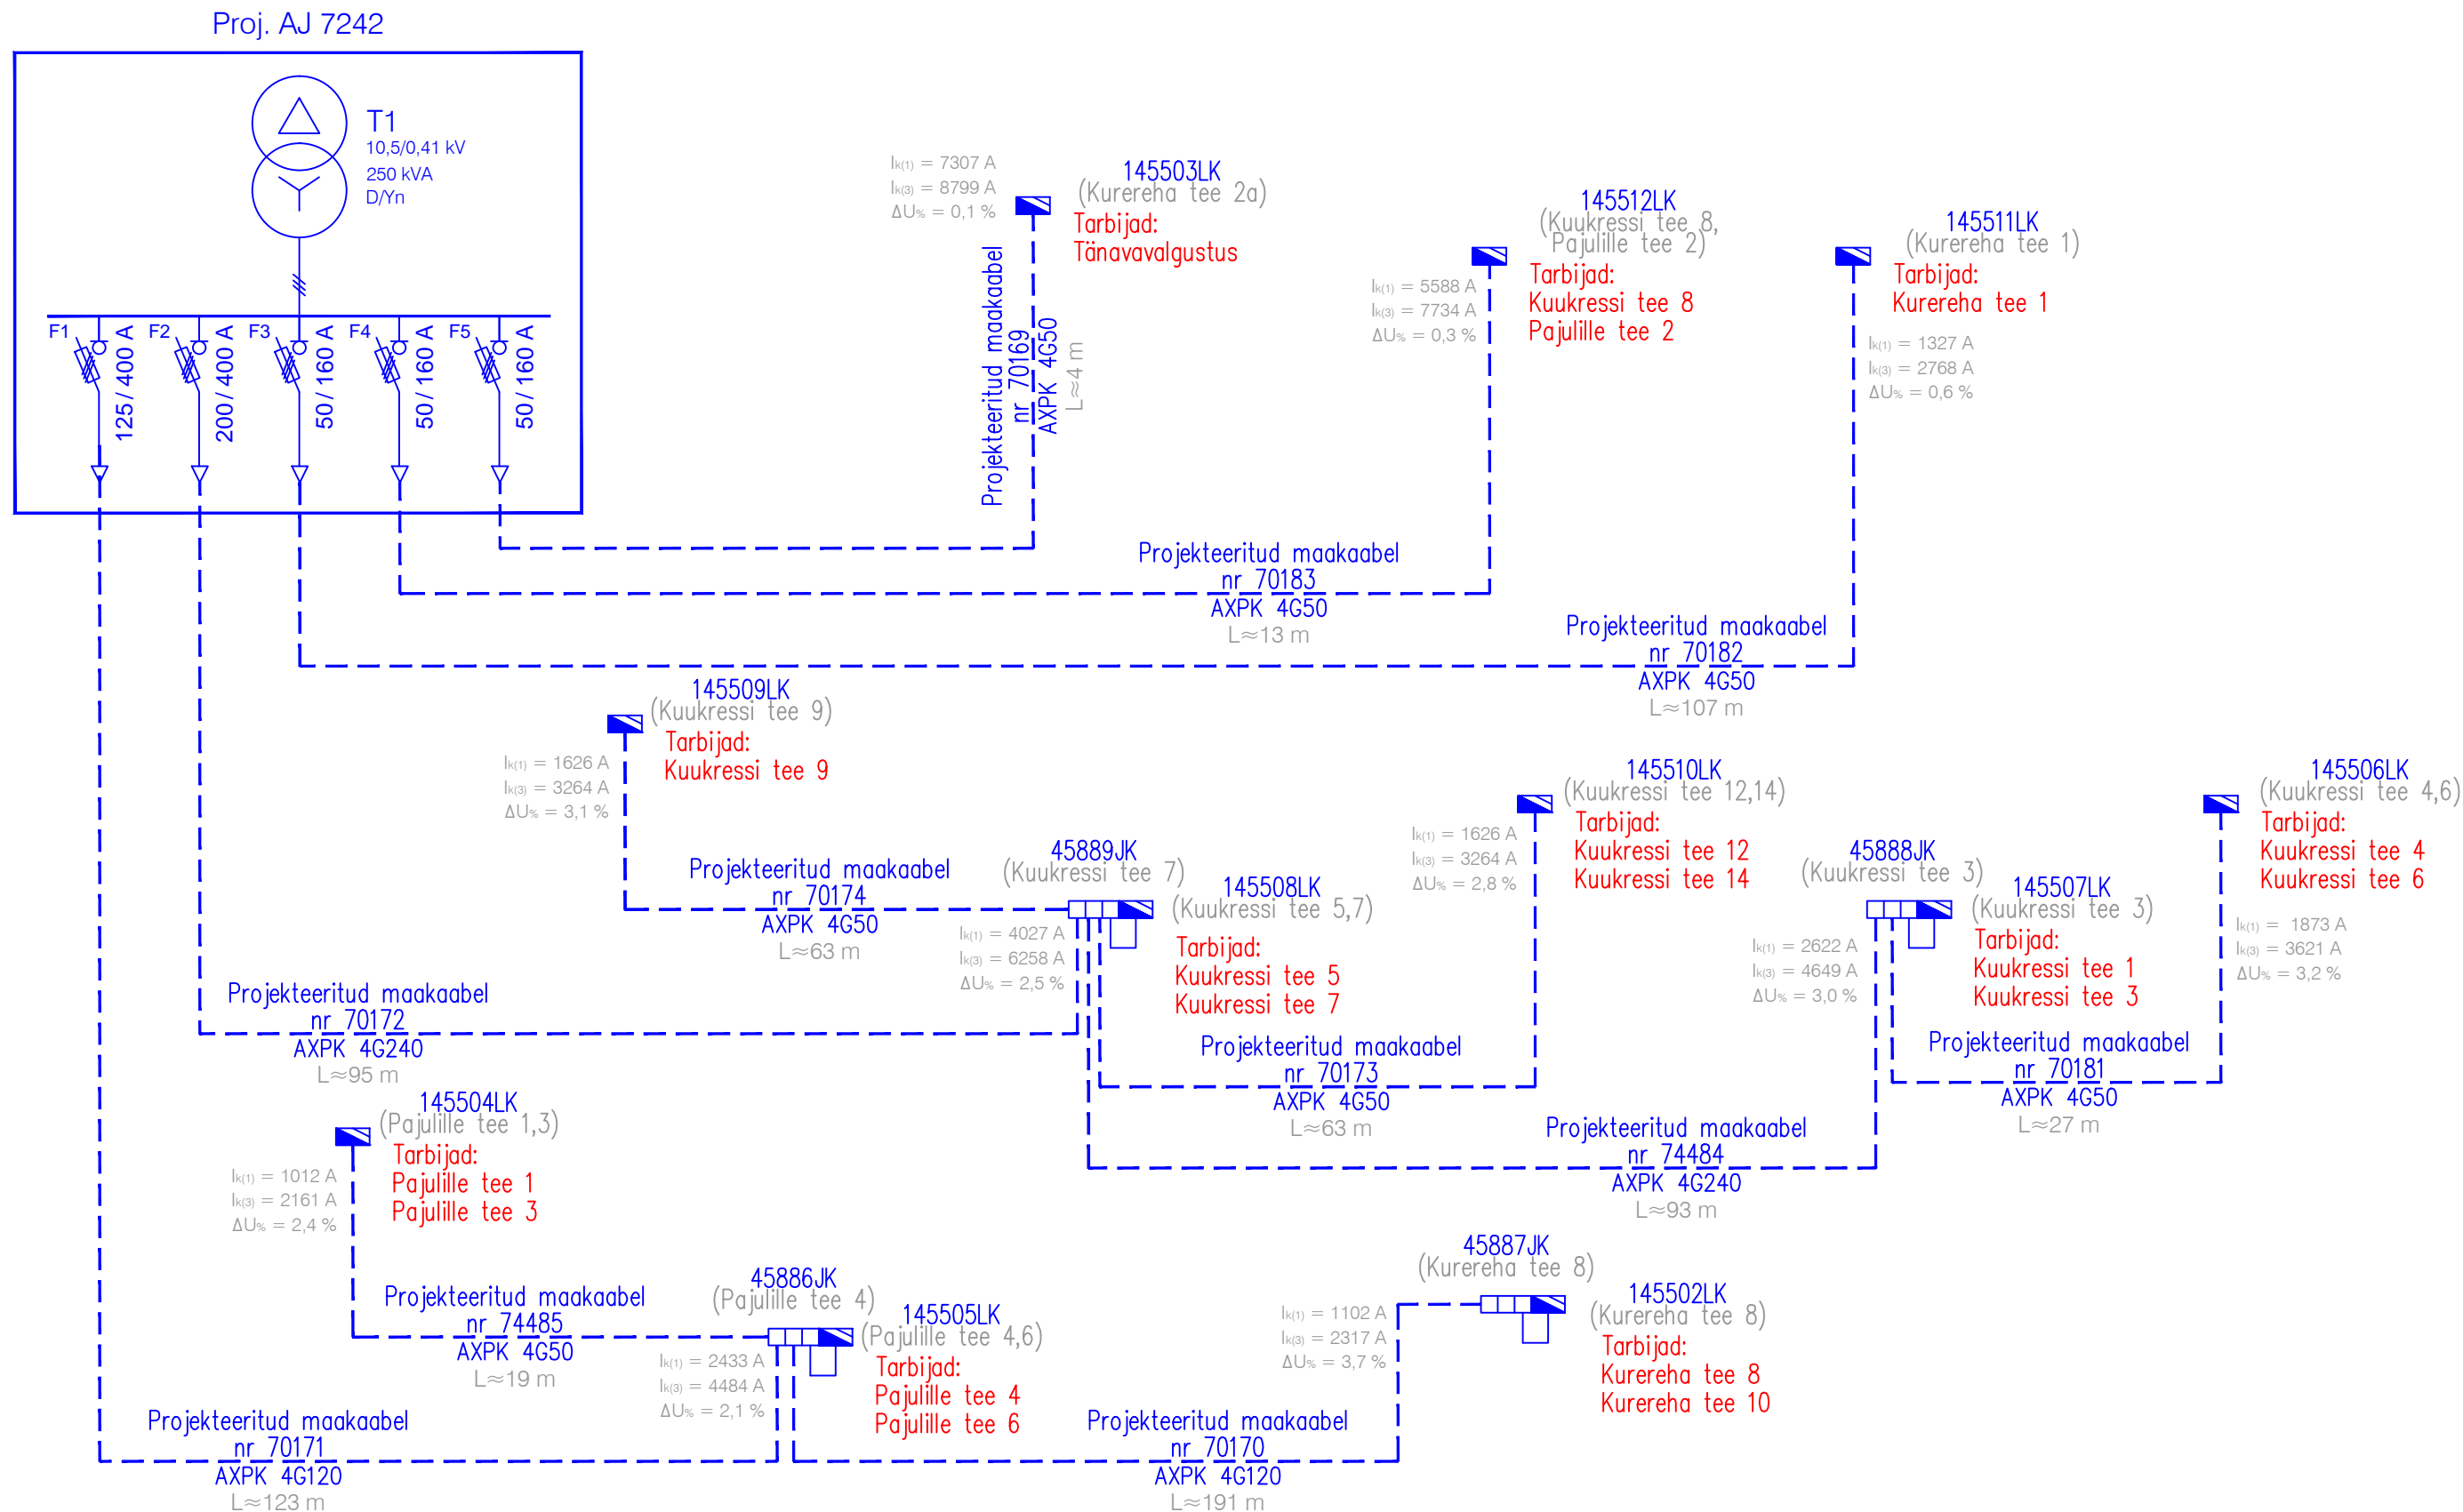 Proj. AJ 7242
T1
10,5/0,41 kV
250 kVA
D/Yn
F1
125 / 400 A
F2
200 / 400 A
F3
50 / 160 A
F4
50 / 160 A
F5
50 / 160 A
Ik(1) = 7307 A
Ik(3) = 8799 A
ΔU% = 0,1 %
145503LK
(Kurereha tee 2a)
Tarbijad:
Tänavavalgustus
Projekteeritud maakaabel
nr 70169
AXPK 4G50
L≈4 m
145512LK
(Kuukressi tee 8,
Pajulille tee 2)
Tarbijad:
Kuukressi tee 8
Pajulille tee 2
Ik(1) = 5588 A
Ik(3) = 7734 A
ΔU% = 0,3 %
145511LK
(Kurereha tee 1)
Tarbijad:
Kurereha tee 1
Ik(1) = 1327 A
Ik(3) = 2768 A
ΔU% = 0,6 %
Projekteeritud maakaabel
nr 70183
AXPK 4G50
L≈13 m
Projekteeritud maakaabel
nr 70182
AXPK 4G50
L≈107 m
145509LK
(Kuukressi tee 9)
Tarbijad:
Kuukressi tee 9
Ik(1) = 1626 A
Ik(3) = 3264 A
ΔU% = 3,1 %
Projekteeritud maakaabel
nr 70174
AXPK 4G50
L≈63 m
45889JK
(Kuukressi tee 7)
145508LK
(Kuukressi tee 5,7)
Tarbijad:
Kuukressi tee 5
Kuukressi tee 7
Ik(1) = 4027 A
Ik(3) = 6258 A
ΔU% = 2,5 %
145510LK
(Kuukressi tee 12,14)
Tarbijad:
Kuukressi tee 12
Kuukressi tee 14
Ik(1) = 1626 A
Ik(3) = 3264 A
ΔU% = 2,8 %
45888JK
(Kuukressi tee 3)
145507LK
(Kuukressi tee 3)
Tarbijad:
Kuukressi tee 1
Kuukressi tee 3
Ik(1) = 2622 A
Ik(3) = 4649 A
ΔU% = 3,0 %
145506LK
(Kuukressi tee 4,6)
Tarbijad:
Kuukressi tee 4
Kuukressi tee 6
Ik(1) = 1873 A
Ik(3) = 3621 A
ΔU% = 3,2 %
Projekteeritud maakaabel
nr 70172
AXPK 4G240
L≈95 m
Projekteeritud maakaabel
nr 70173
AXPK 4G50
L≈63 m
Projekteeritud maakaabel
nr 70181
AXPK 4G50
L≈27 m
Projekteeritud maakaabel
nr 74484
AXPK 4G240
L≈93 m
145504LK
(Pajulille tee 1,3)
Tarbijad:
Pajulille tee 1
Pajulille tee 3
Ik(1) = 1012 A
Ik(3) = 2161 A
ΔU% = 2,4 %
Projekteeritud maakaabel
nr 74485
AXPK 4G50
L≈19 m
45886JK
(Pajulille tee 4)
145505LK
(Pajulille tee 4,6)
Tarbijad:
Pajulille tee 4
Pajulille tee 6
Ik(1) = 2433 A
Ik(3) = 4484 A
ΔU% = 2,1 %
45887JK
(Kurereha tee 8)
145502LK
(Kurereha tee 8)
Tarbijad:
Kurereha tee 8
Kurereha tee 10
Ik(1) = 1102 A
Ik(3) = 2317 A
ΔU% = 3,7 %
Projekteeritud maakaabel
nr 70171
AXPK 4G120
L≈123 m
Projekteeritud maakaabel
nr 70170
AXPK 4G120
L≈191 m